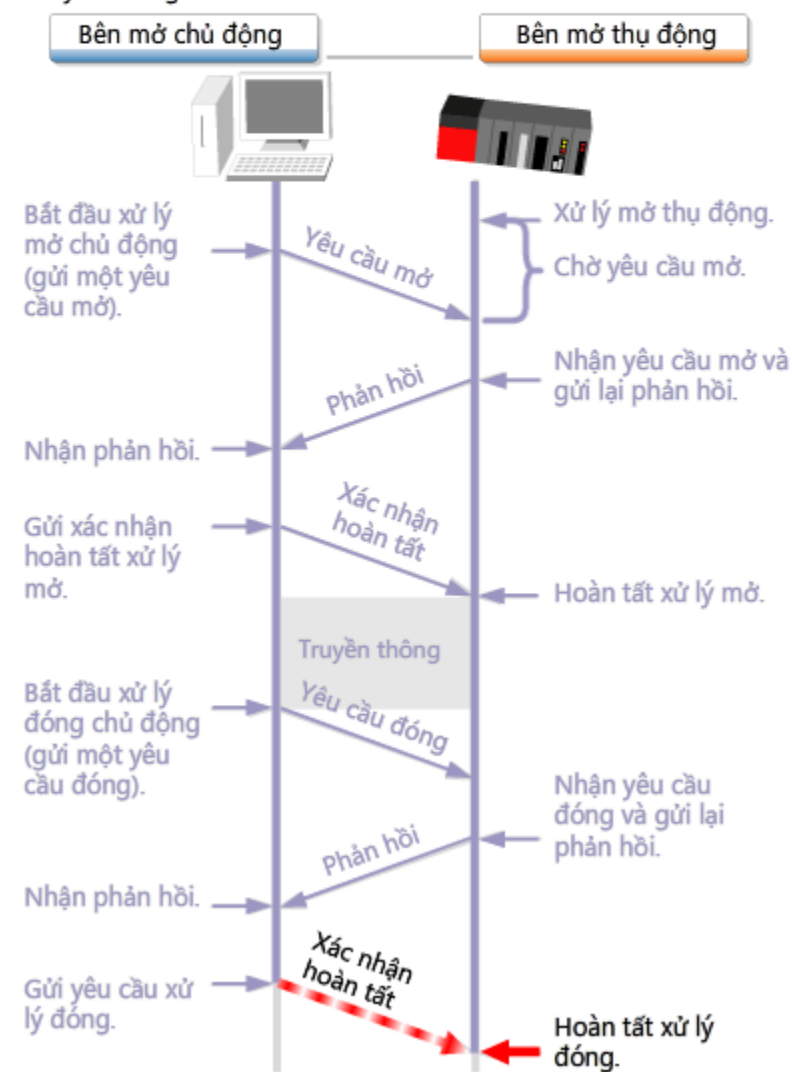 Bên mở chủ động
Bên mở thụ động
Bắt đầu xử lý
mở chủ động
(gửi một yêu
cầu mở).
Yêu cầu mở
Xử lý mở thụ động.
Chờ yêu cầu mở.
Nhận yêu cầu mở và
gửi lại phản hồi.
Phản hồi
Nhận phản hồi.
Xác nhận
hoàn tất
Gửi xác nhận
hoàn tất xử lý
mở.
Hoàn tất xử lý mở.
Truyền thông
Bắt đầu xử lý
đóng chủ động
(gửi một yêu
cầu đóng).
Yêu cầu đóng
Nhận yêu cầu
đóng và gửi lại
phản hồi.
Phản hồi
Nhận phản hồi.
Xác nhận
hoàn tất
Gửi yêu cầu xử
lý đóng.
Hoàn tất xử lý
đóng.